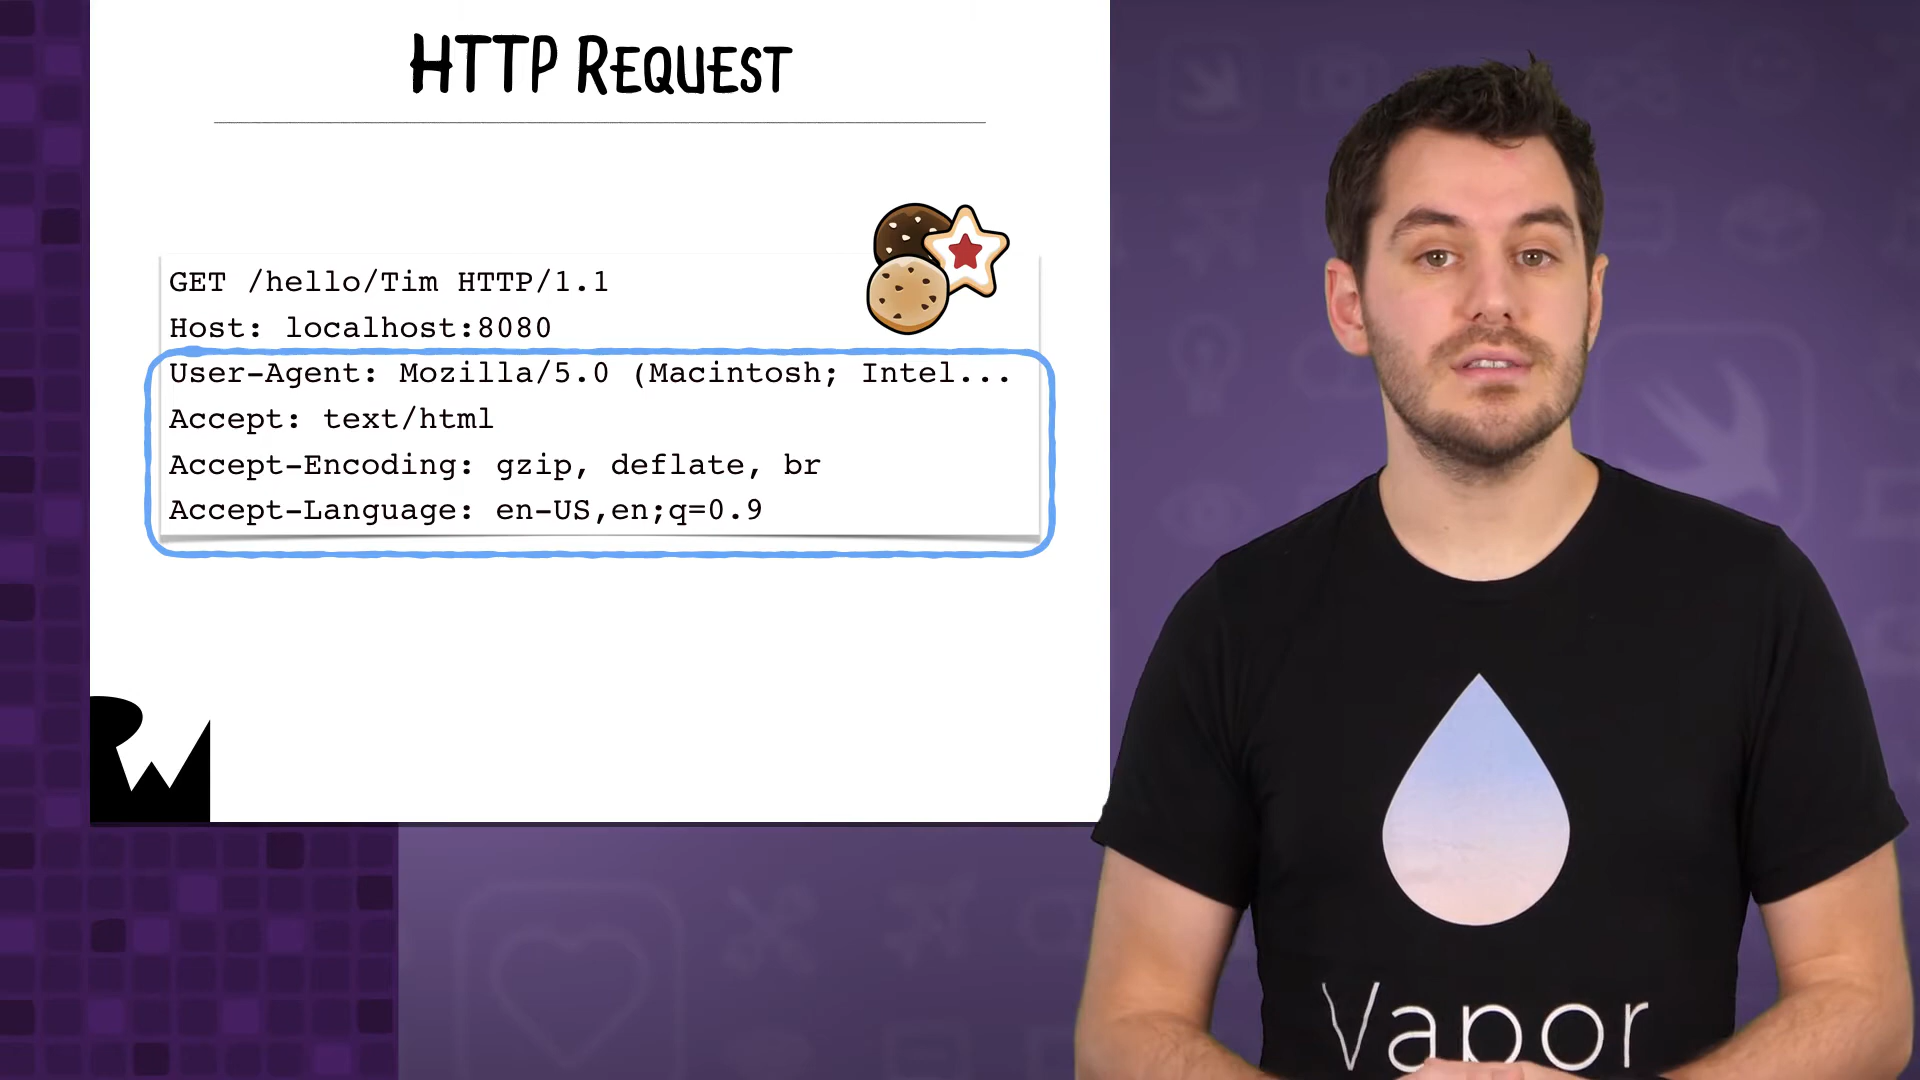 HTTP REQUEST
GET /hello/Tim HTTP/1.1
Host: localhost:8080
User-Agent: Mozilla/5.0 (Macintosh; Intel...
Accept: text/html
Accept-Encoding: gzip, deflate, br
Accept-Language: en-US,en;q=0.9
RW
Vapor